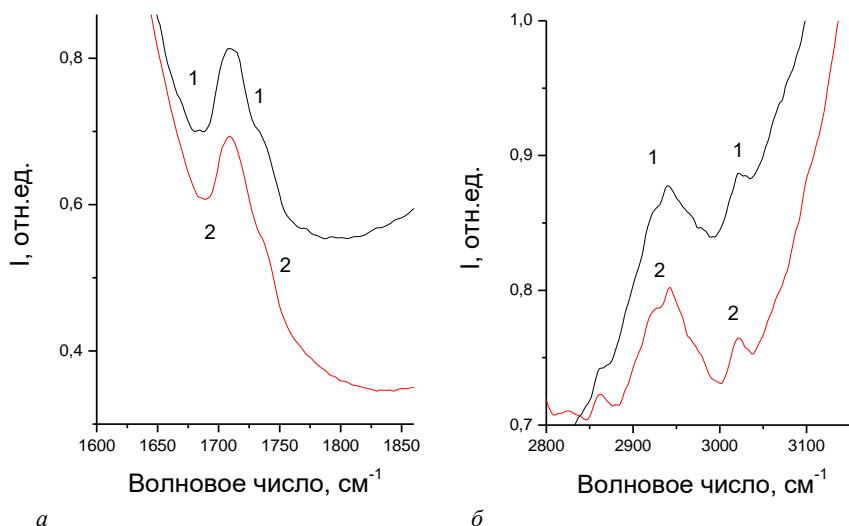 0,8
0,6
0,4
1600 1650 1700 1750 1800 1850
I, отн.ед.
Волновое число, см-1
1
1
2
2
а
1,0
0,9
0,8
0,7
2800 2900 3000 3100
I, отн.ед.
Волновое число, см-1
1
1
2
2
б